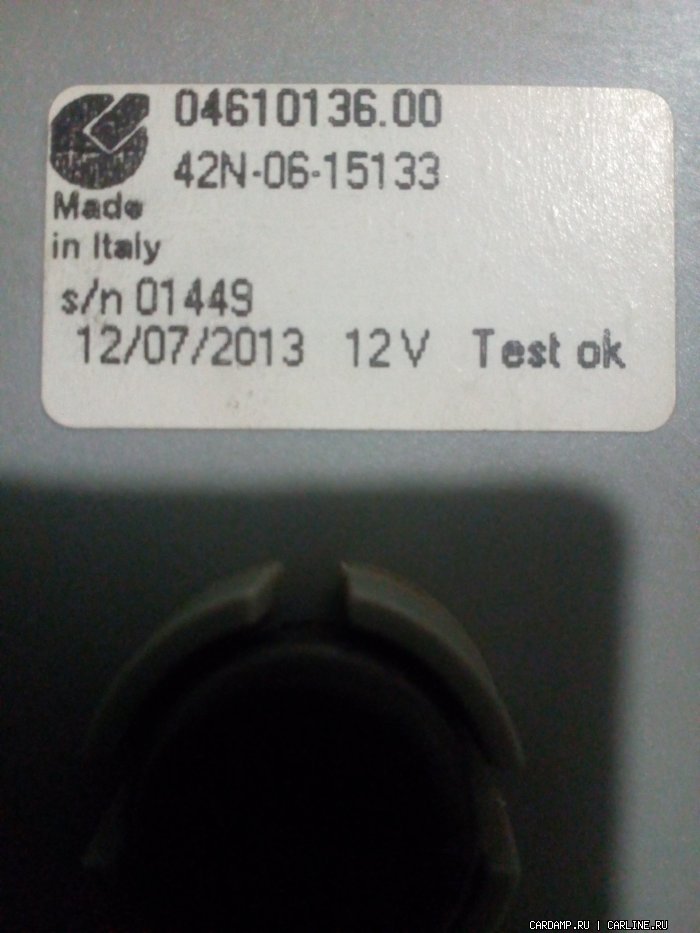 04610136.00
42N-06-15133
Made
in Italy
s/n 01449
12/07/2013 12V Test ok
CARDAMP.RU | CARLINE.RU